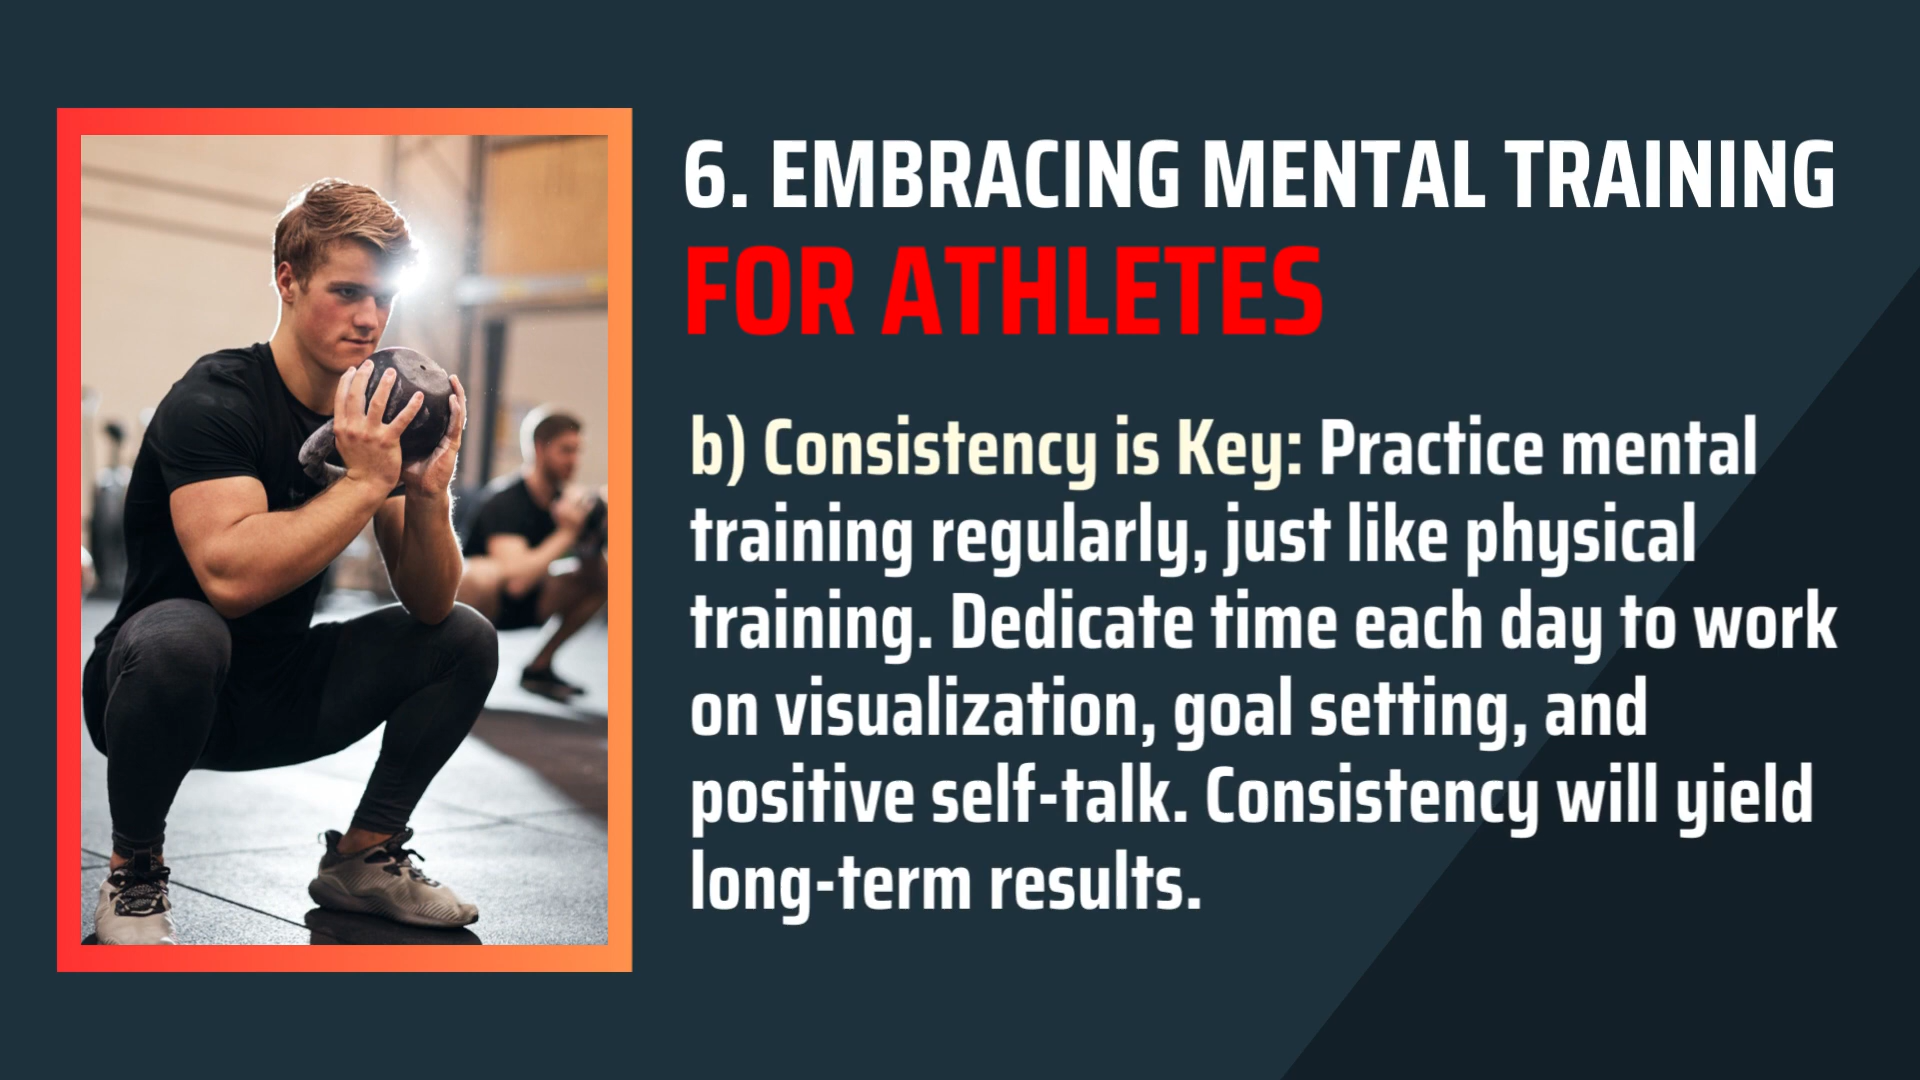 6. EMBRACING MENTAL TRAINING
FOR ATHLETES
b) Consistency is Key: Practice mental
training regularly, just like physical
training. Dedicate time each day to work
on visualization, goal setting, and
positive self-talk. Consistency will yield
long-term results.